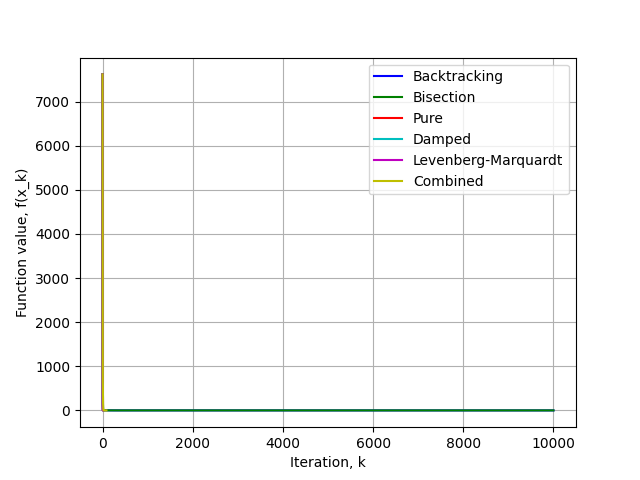 Function value, f(x_k)
7000
6000
5000
4000
3000
2000
1000
0
0
2000
4000
6000
8000
10000
Iteration, k
Backtracking
Bisection
Pure
Damped
Levenberg-Marquardt
Combined